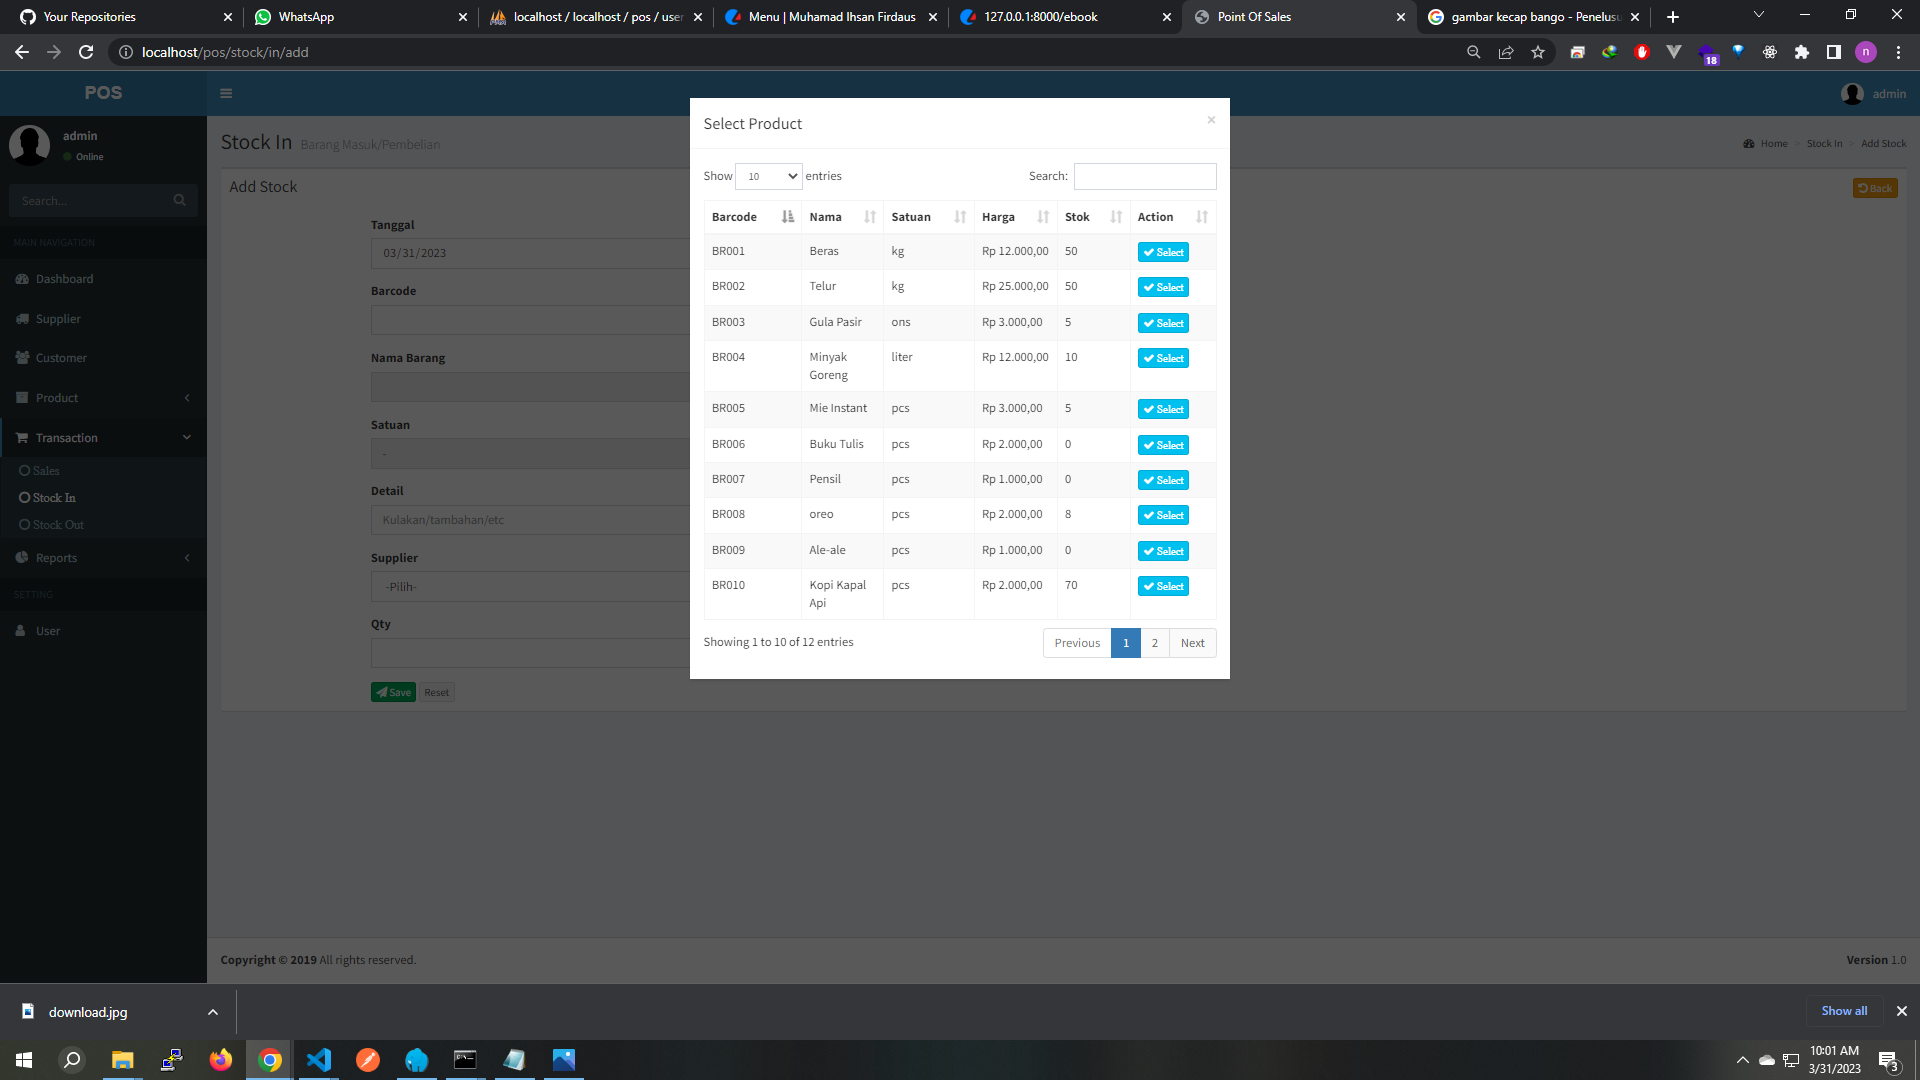 Your Repositories
WhatsApp
localhost / localhost / pos / user
Menu | Muhamad Ihsan Firdaus
127.0.0.1:8000/ebook
Point Of Sales
gambar kecap bango - Penelusu
localhost/pos/stock/in/add
18
n
POS
admin
admin
Online
Search...
MAIN NAVIGATION
Dashboard
Supplier
Customer
Product
Transaction
Sales
Stock In
Stock Out
Reports
SETTING
User
Stock In Barang Masuk/Pembelian
Home > Stock In > Add Stock
Add Stock
Back
Tanggal
03/31/2023
Barcode
Nama Barang
Satuan
-
Detail
Kulakan/tambahan/etc
Supplier
-Pilih-
Qty
Save Reset
Select Product
×
Show 10 entries
Search:
Barcode Nama Satuan Harga Stok Action
BR001 Beras kg Rp 12.000,00 50 Select
BR002 Telur kg Rp 25.000,00 50 Select
BR003 Gula Pasir ons Rp 3.000,00 5 Select
BR004 Minyak Goreng liter Rp 12.000,00 10 Select
BR005 Mie Instant pcs Rp 3.000,00 5 Select
BR006 Buku Tulis pcs Rp 2.000,00 0 Select
BR007 Pensil pcs Rp 1.000,00 0 Select
BR008 oreo pcs Rp 2.000,00 8 Select
BR009 Ale-ale pcs Rp 1.000,00 0 Select
BR010 Kopi Kapal Api pcs Rp 2.000,00 70 Select
Showing 1 to 10 of 12 entries
Previous 1 2 Next
Copyright © 2019 All rights reserved.
Version 1.0
download.jpg
Show all
10:01 AM
3/31/2023
3